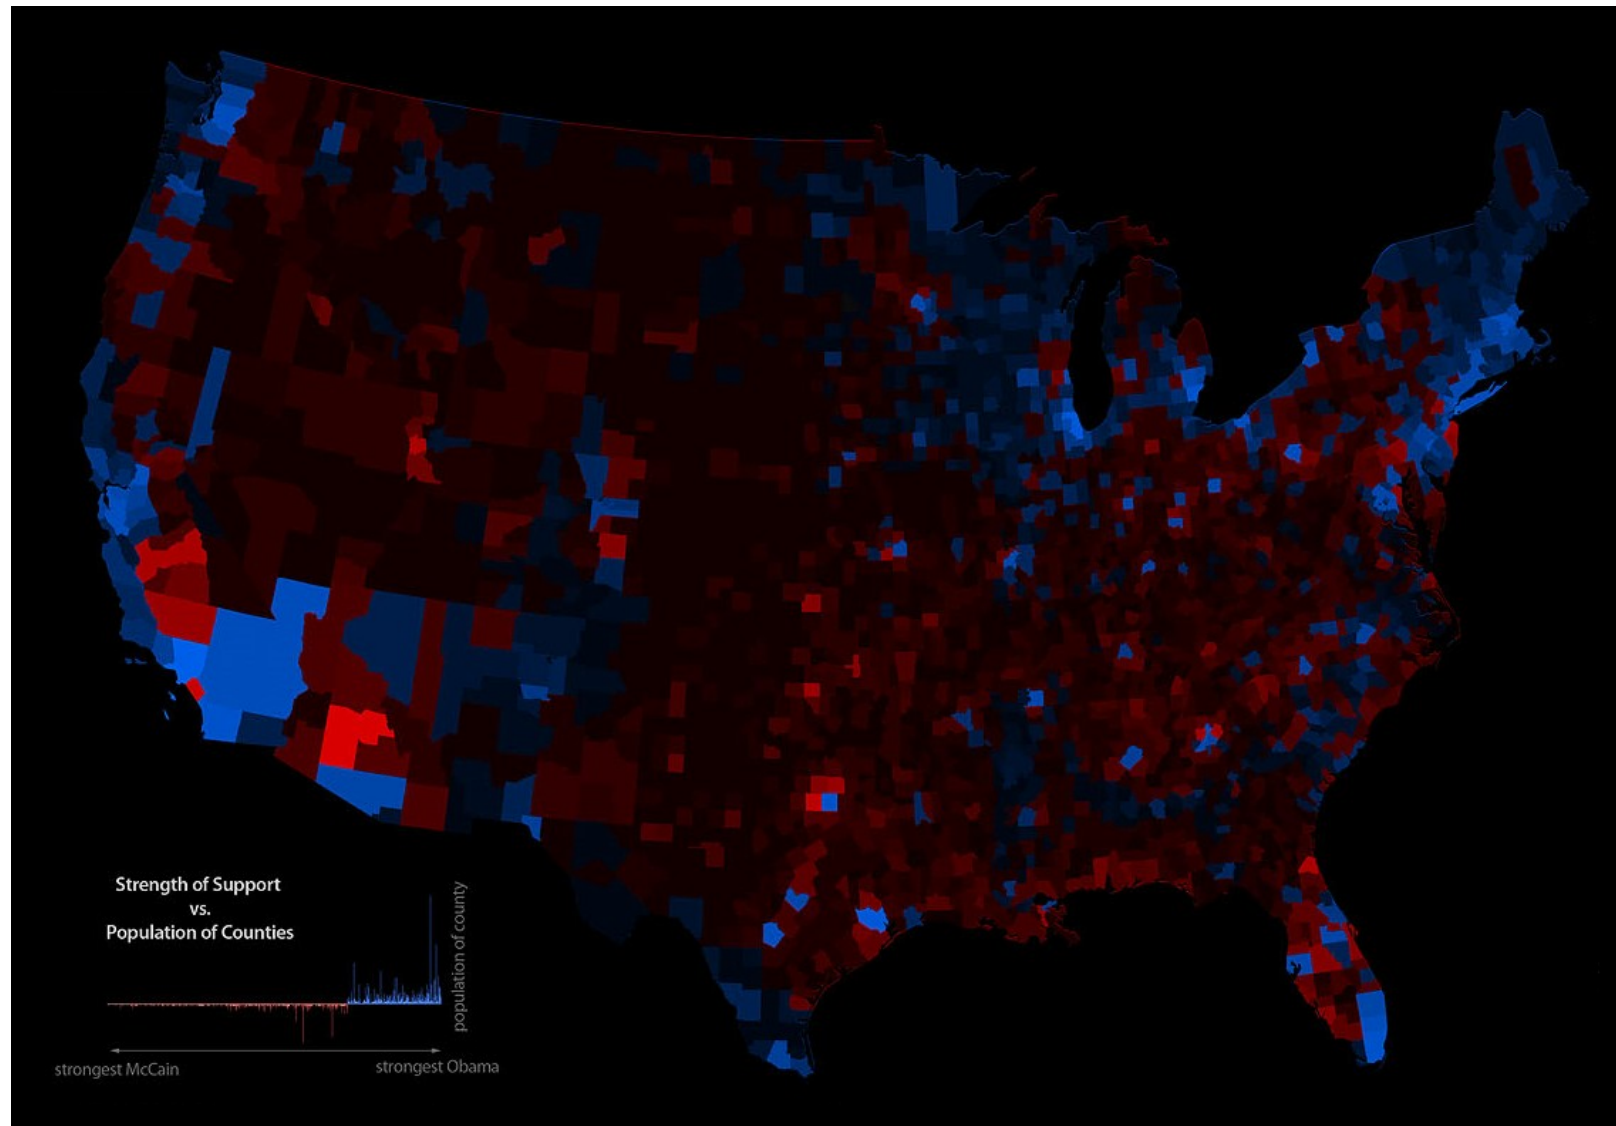 Strength of Support
vs.
Population of Counties
population of county
strongest McCain
strongest Obama